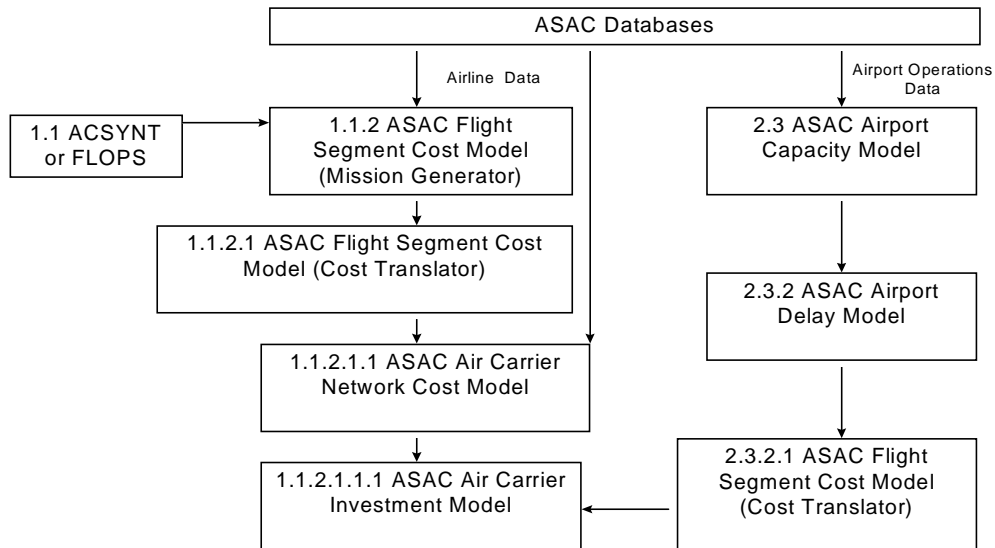 ASAC Databases
Airline Data
Airport Operations
Data
1.1 ACSYNT
or FLOPS
1.1.2 ASAC Flight
Segment Cost Model
(Mission Generator)
2.3 ASAC Airport
Capacity Model
1.1.2.1 ASAC Flight Segment Cost
Model (Cost Translator)
2.3.2 ASAC Airport
Delay Model
1.1.2.1.1 ASAC Air Carrier
Network Cost Model
1.1.2.1.1.1 ASAC Air Carrier
Investment Model
2.3.2.1 ASAC Flight
Segment Cost Model
(Cost Translator)